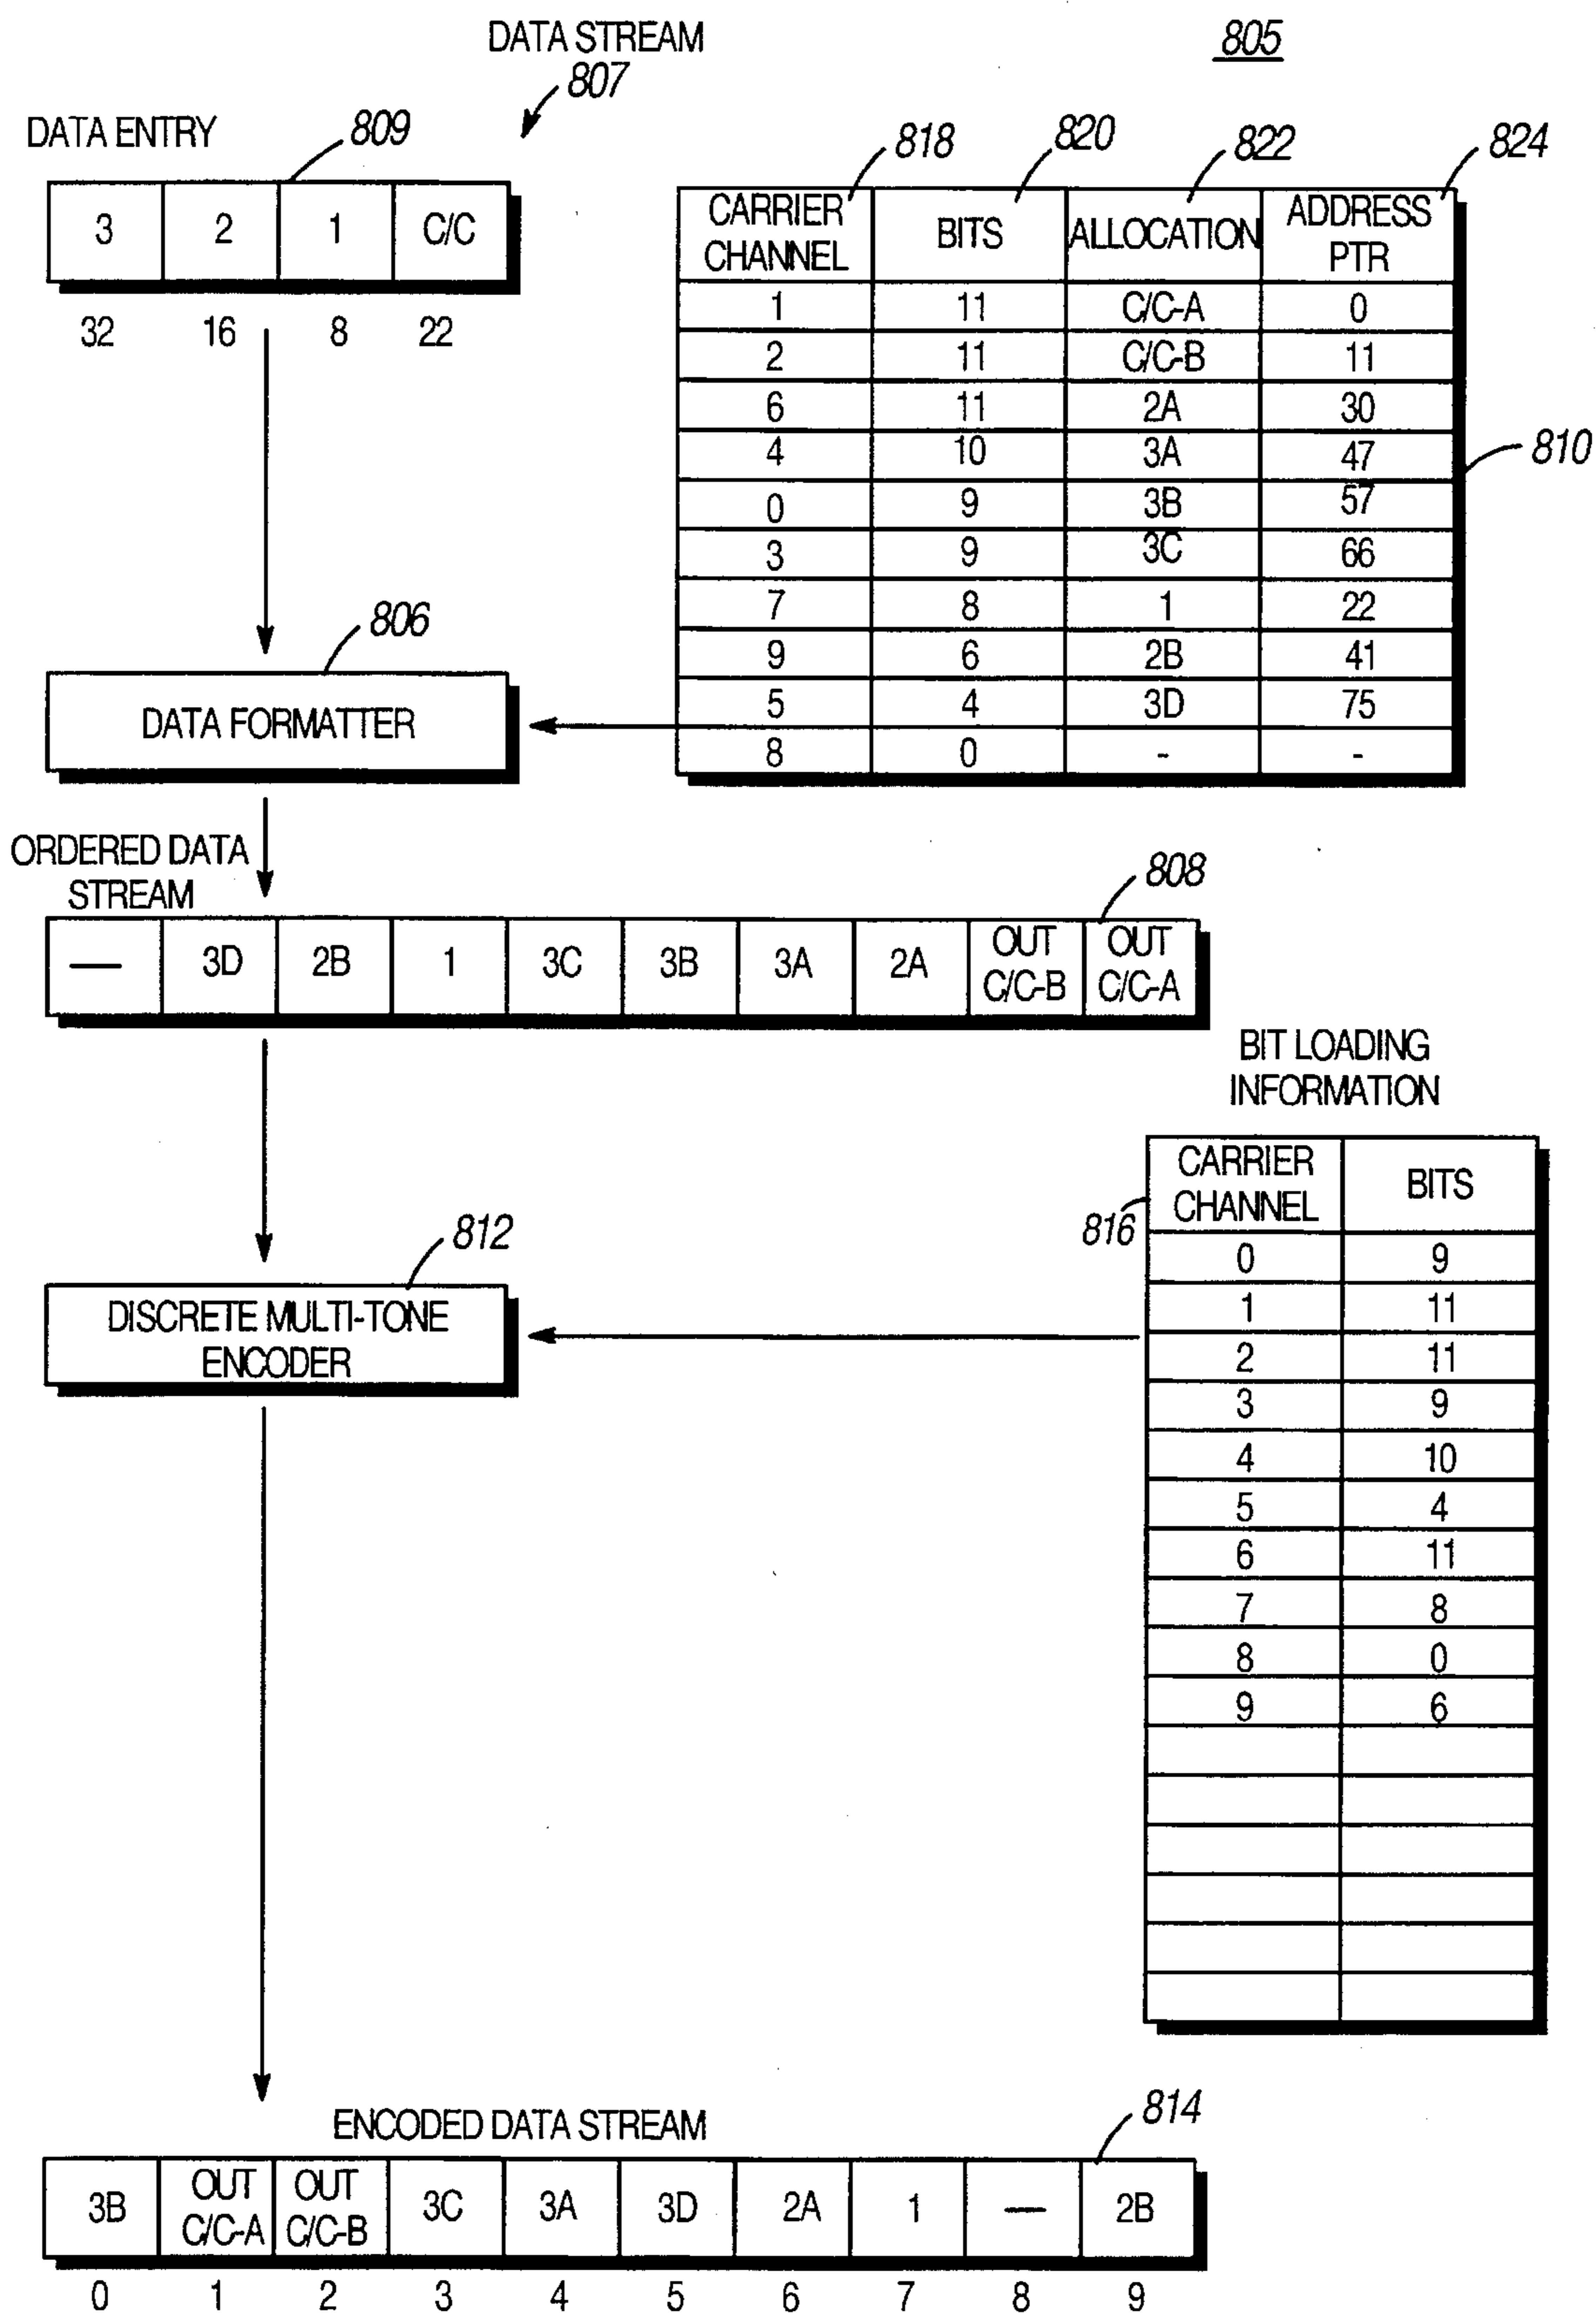 DATA STREAM
807
805
DATA ENTRY
809
3 2 1 C/C
32 16 8 22
818 820 822 824
CARRIER CHANNEL BITS ALLOCATION ADDRESS PTR
1 11 C/C-A 0
2 11 C/C-B 11
6 11 2A 30
4 10 3A 47
0 9 3B 57
3 9 3C 66
7 8 1 22
9 6 2B 41
5 4 3D 75
8 0 - -
810
806
DATA FORMATTER
ORDERED DATA
STREAM
808
— 3D 2B 1 3C 3B 3A 2A OUT C/C-B OUT C/C-A
BIT LOADING
INFORMATION
816
CARRIER CHANNEL BITS
0 9
1 11
2 11
3 9
4 10
5 4
6 11
7 8
8 0
9 6
812
DISCRETE MULTI-TONE
ENCODER
ENCODED DATA STREAM
814
3B OUT C/C-A OUT C/C-B 3C 3A 3D 2A 1 — 2B
0 1 2 3 4 5 6 7 8 9